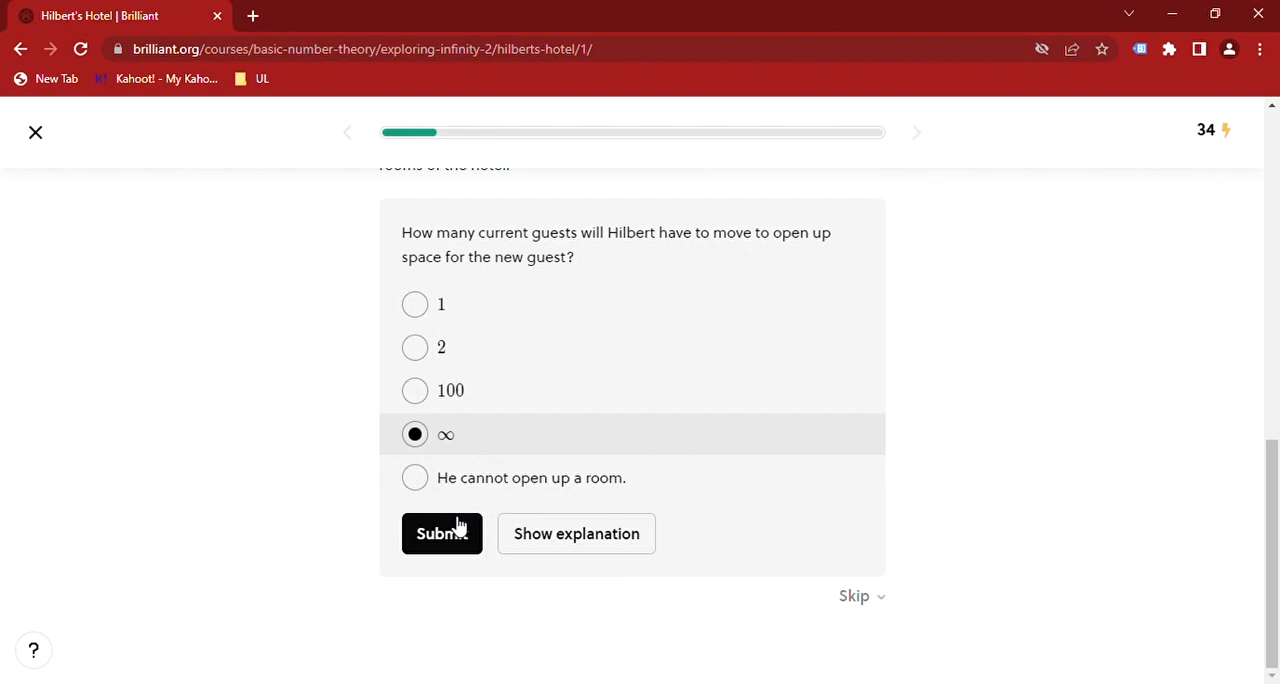 Hilbert's Hotel | Brilliant
brilliant.org/courses/basic-number-theory/exploring-infinity-2/hilberts-hotel/1/
New Tab
K! Kahoot! - My Kaho...
UL
34
rooms of the hotel.
How many current guests will Hilbert have to move to open up
space for the new guest?
1
2
100
∞
He cannot open up a room.
Submit
Show explanation
Skip
?